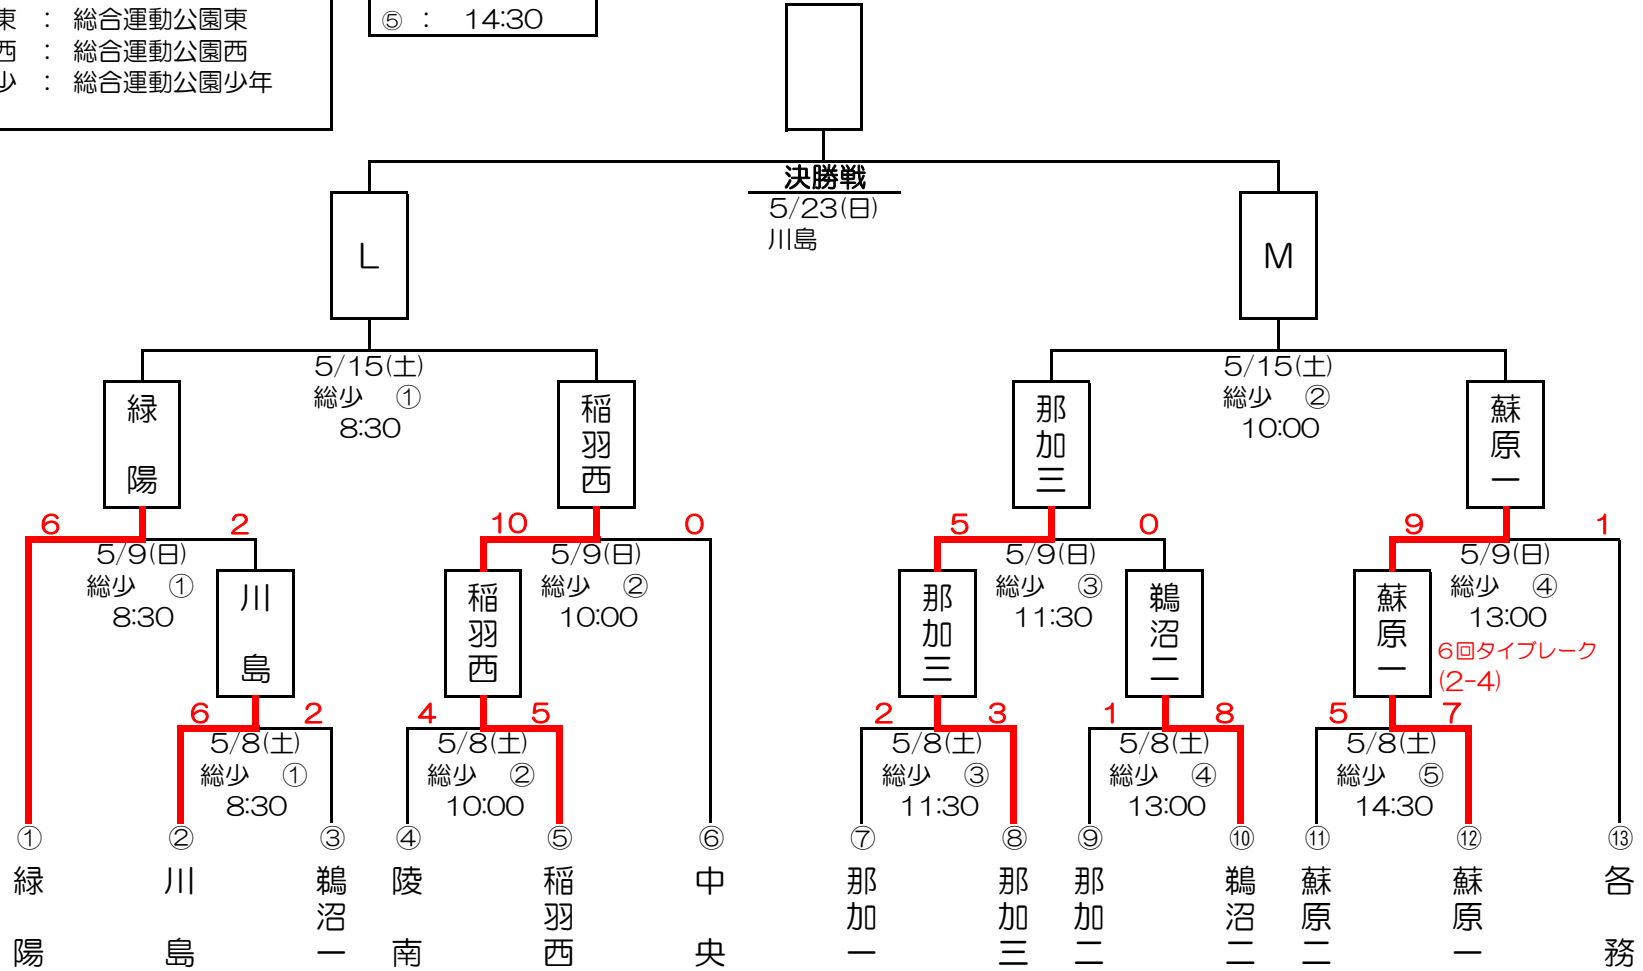 東 ： 総合運動公園東
西 ： 総合運動公園西
少 ： 総合運動公園少年
⑤ ： 14:30
決勝戦
5/23(日)
川島
L
M
5/15(土)
総少 ①
8:30
5/15(土)
総少 ②
10:00
緑陽
稲羽西
那加三
蘇原一
6 2
10 0
5 0
9 1
5/9(日)
総少 ①
8:30
5/9(日)
総少 ②
10:00
5/9(日)
総少 ③
11:30
5/9(日)
総少 ④
13:00
川島
稲羽西
那加三
鵜沼二
蘇原一
6回タイブレーク
(2-4)
6 2
4 5
2 3
1 8
5 7
5/8(土)
総少 ①
8:30
5/8(土)
総少 ②
10:00
5/8(土)
総少 ③
11:30
5/8(土)
総少 ④
13:00
5/8(土)
総少 ⑤
14:30
① 緑陽
② 川島
③ 鵜沼一
④ 陵南
⑤ 稲羽西
⑥ 中央
⑦ 那加一
⑧ 那加三
⑨ 那加二
⑩ 鵜沼二
⑪ 蘇原二
⑫ 蘇原一
⑬ 各務